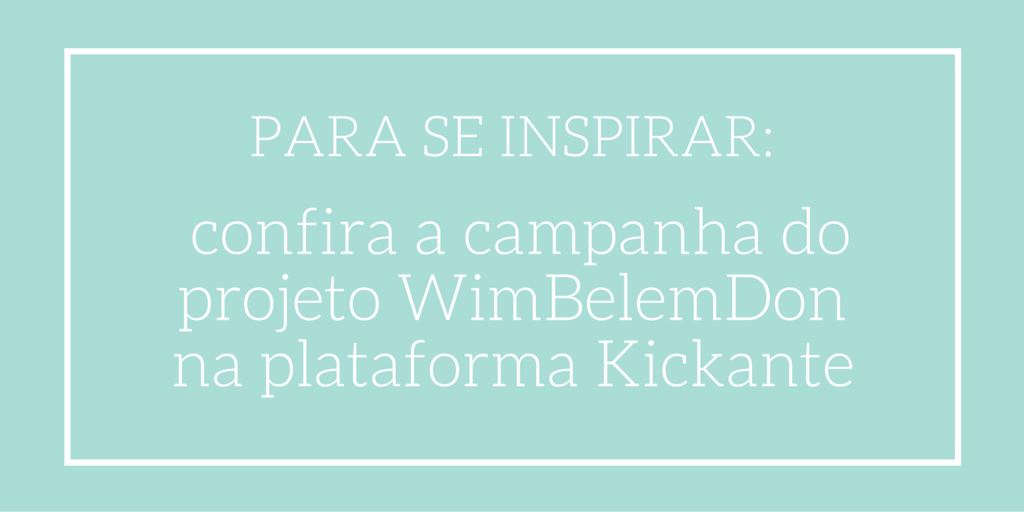 PARA SE INSPIRAR:
confira a campanha do
projeto WimBelemDon
na plataforma Kickante